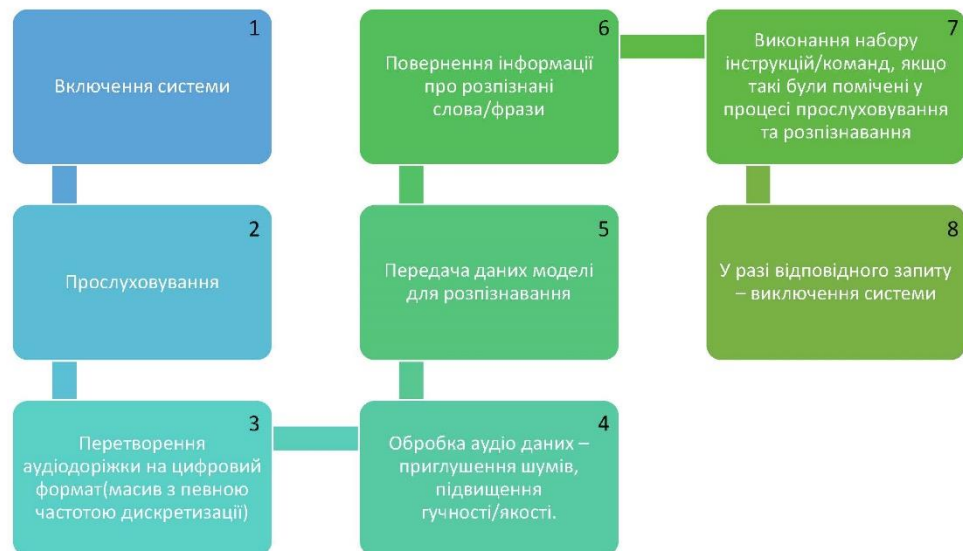 1
Включення системи
2
Прослуховування
3
Перетворення
аудіодоріжки на цифровий
формат(масив з певною
частотою дискретизації)
4
Обробка аудіо даних –
приглушення шумів,
підвищення
гучності/якості.
5
Передача даних моделі
для розпізнавання
6
Повернення інформації
про розпізнані
слова/фрази
7
Виконання набору
інструкцій/команд, якщо
такі були помічені у
процесі прослуховування
та розпізнавання
8
У разі відповідного запиту
– виключення системи